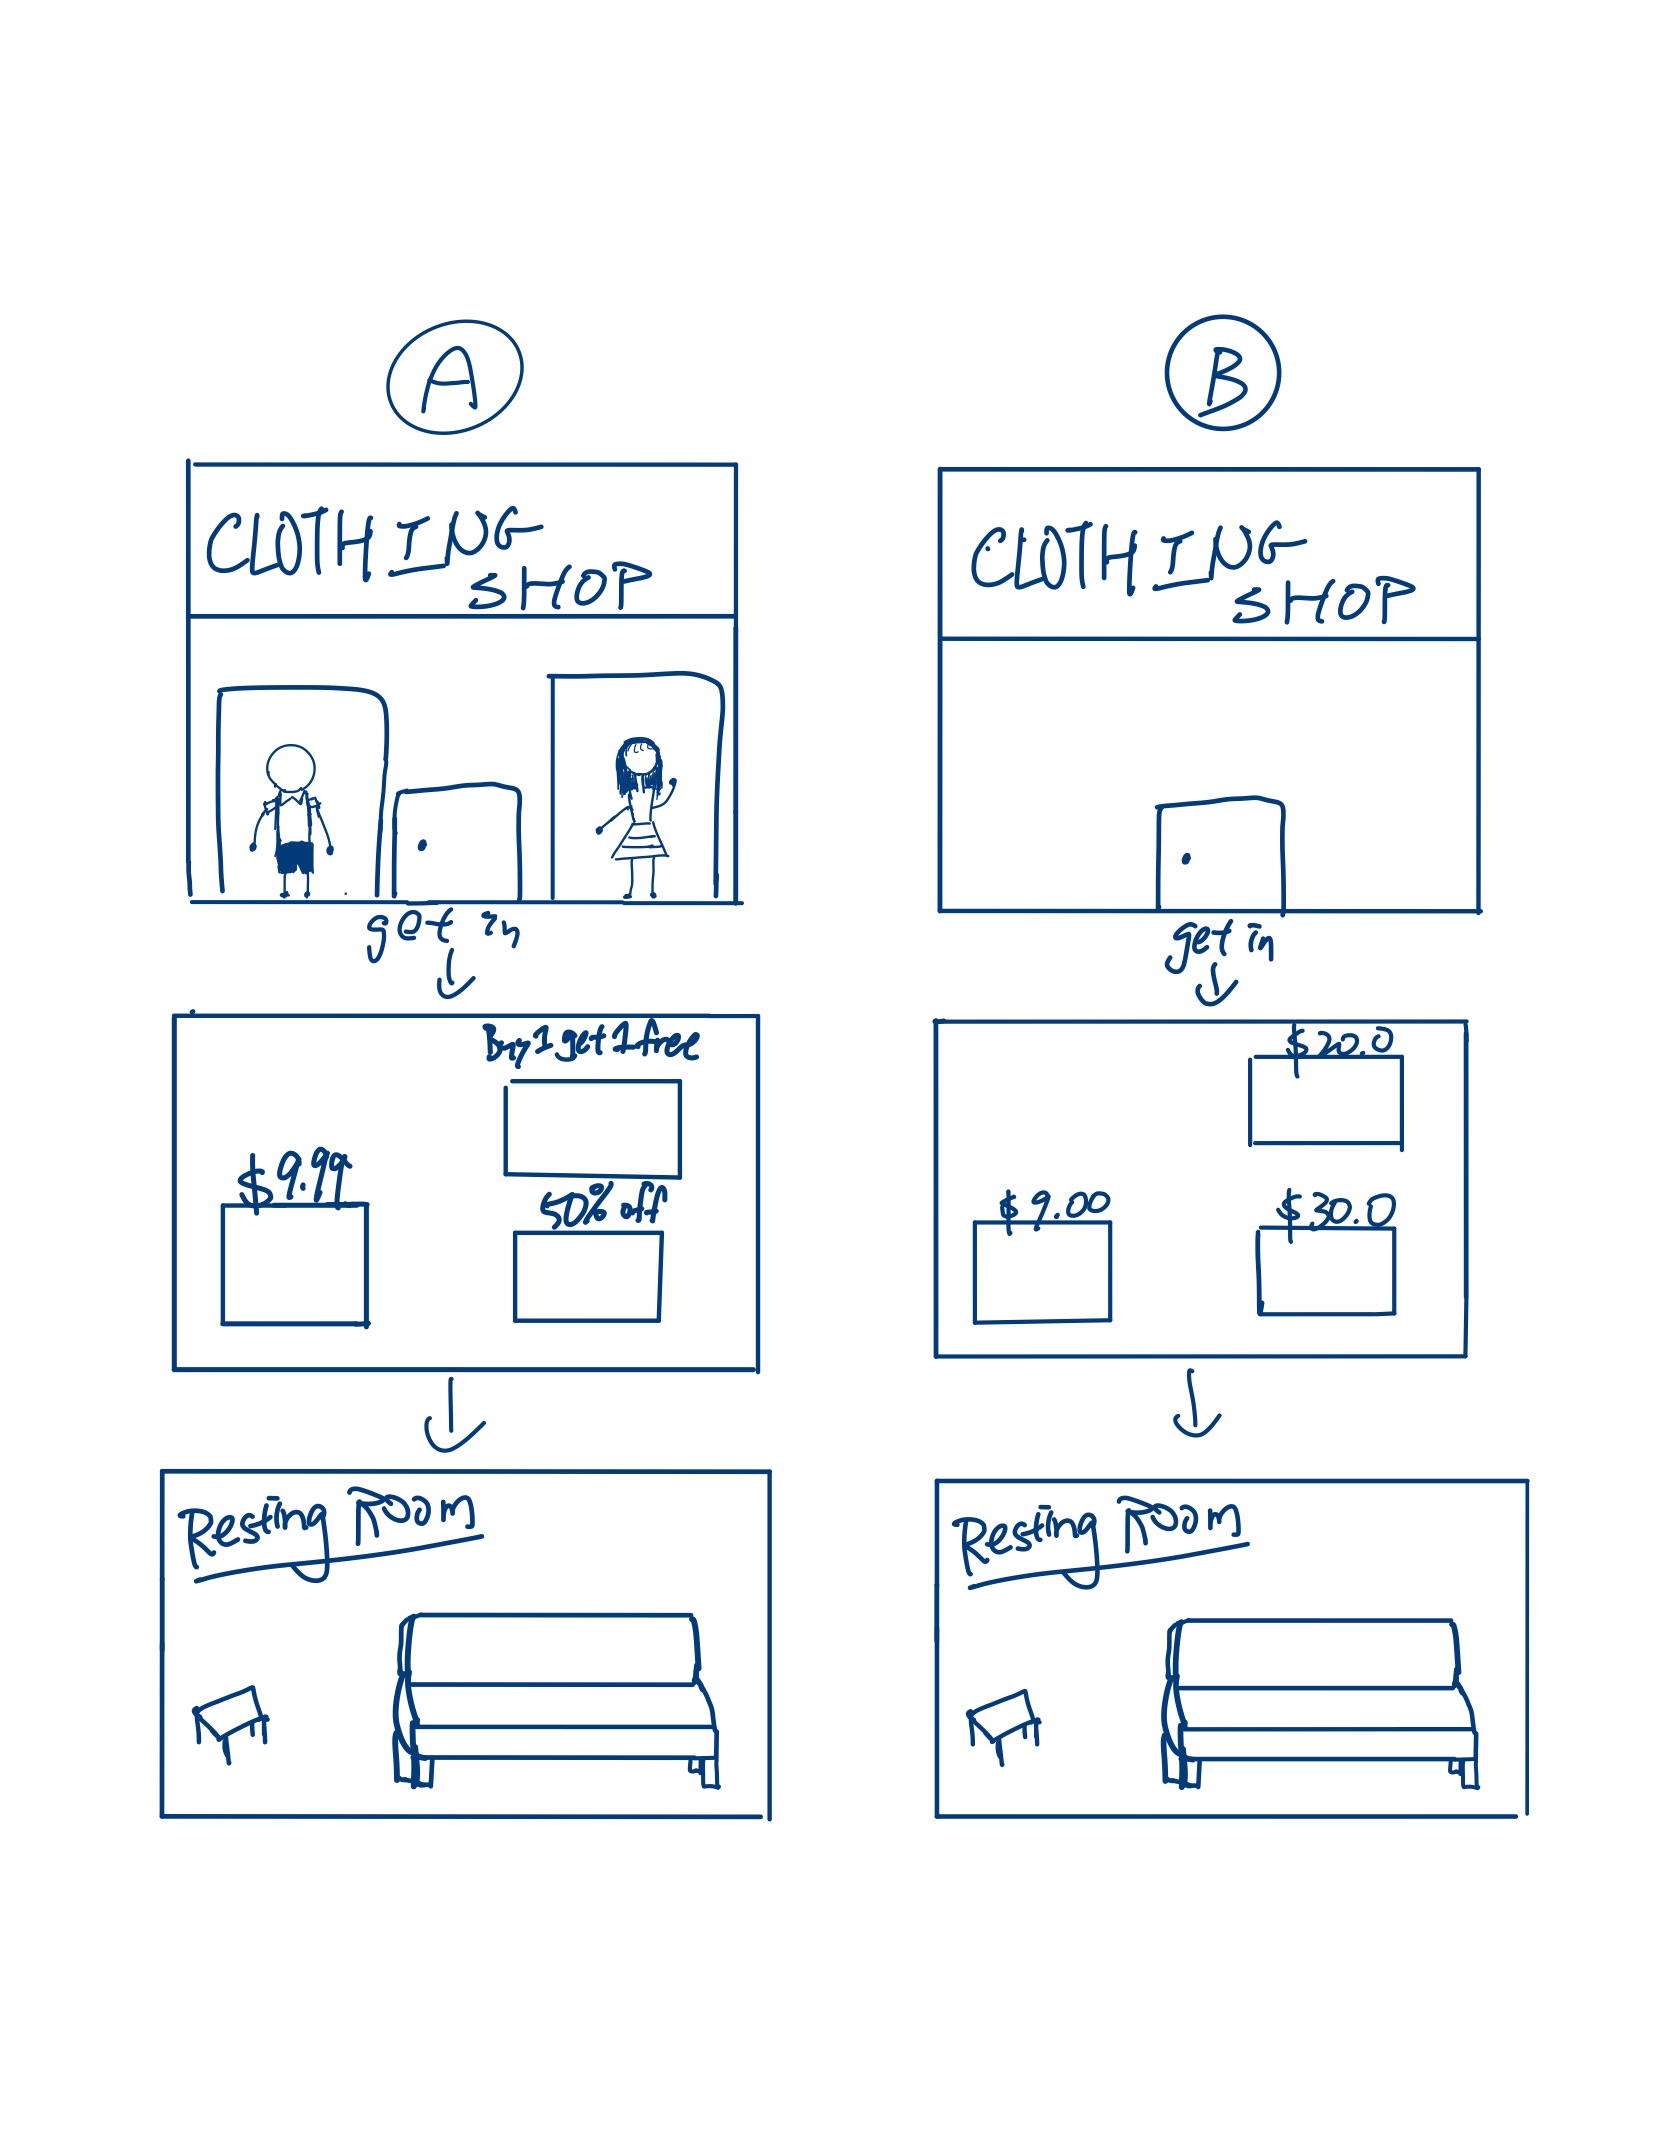 A
CLOTHING
SHOP
get in
Buy 1 get 1 free
$9.99
50% off
Resting Room
B
CLOTHING
SHOP
get in
$20.0
$9.00
$30.0
Resting Room